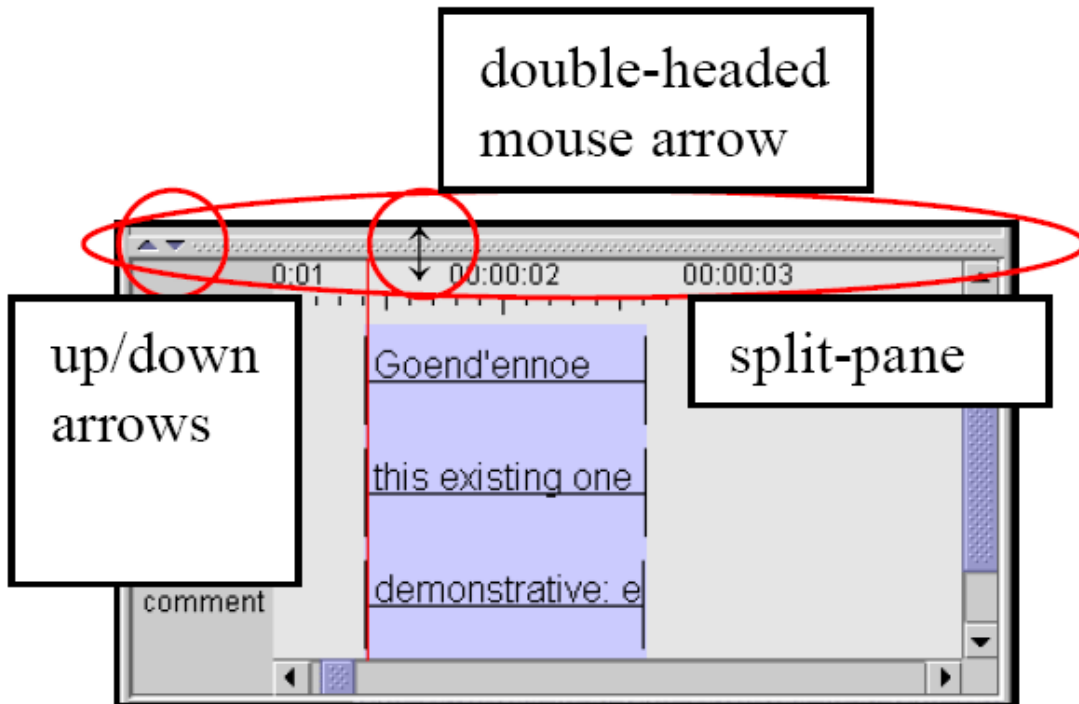 double-headed
mouse arrow
0:01 00:00:02 00:00:03
up/down
arrows
split-pane
Goend'ennoe
this existing one
demonstrative: e
comment